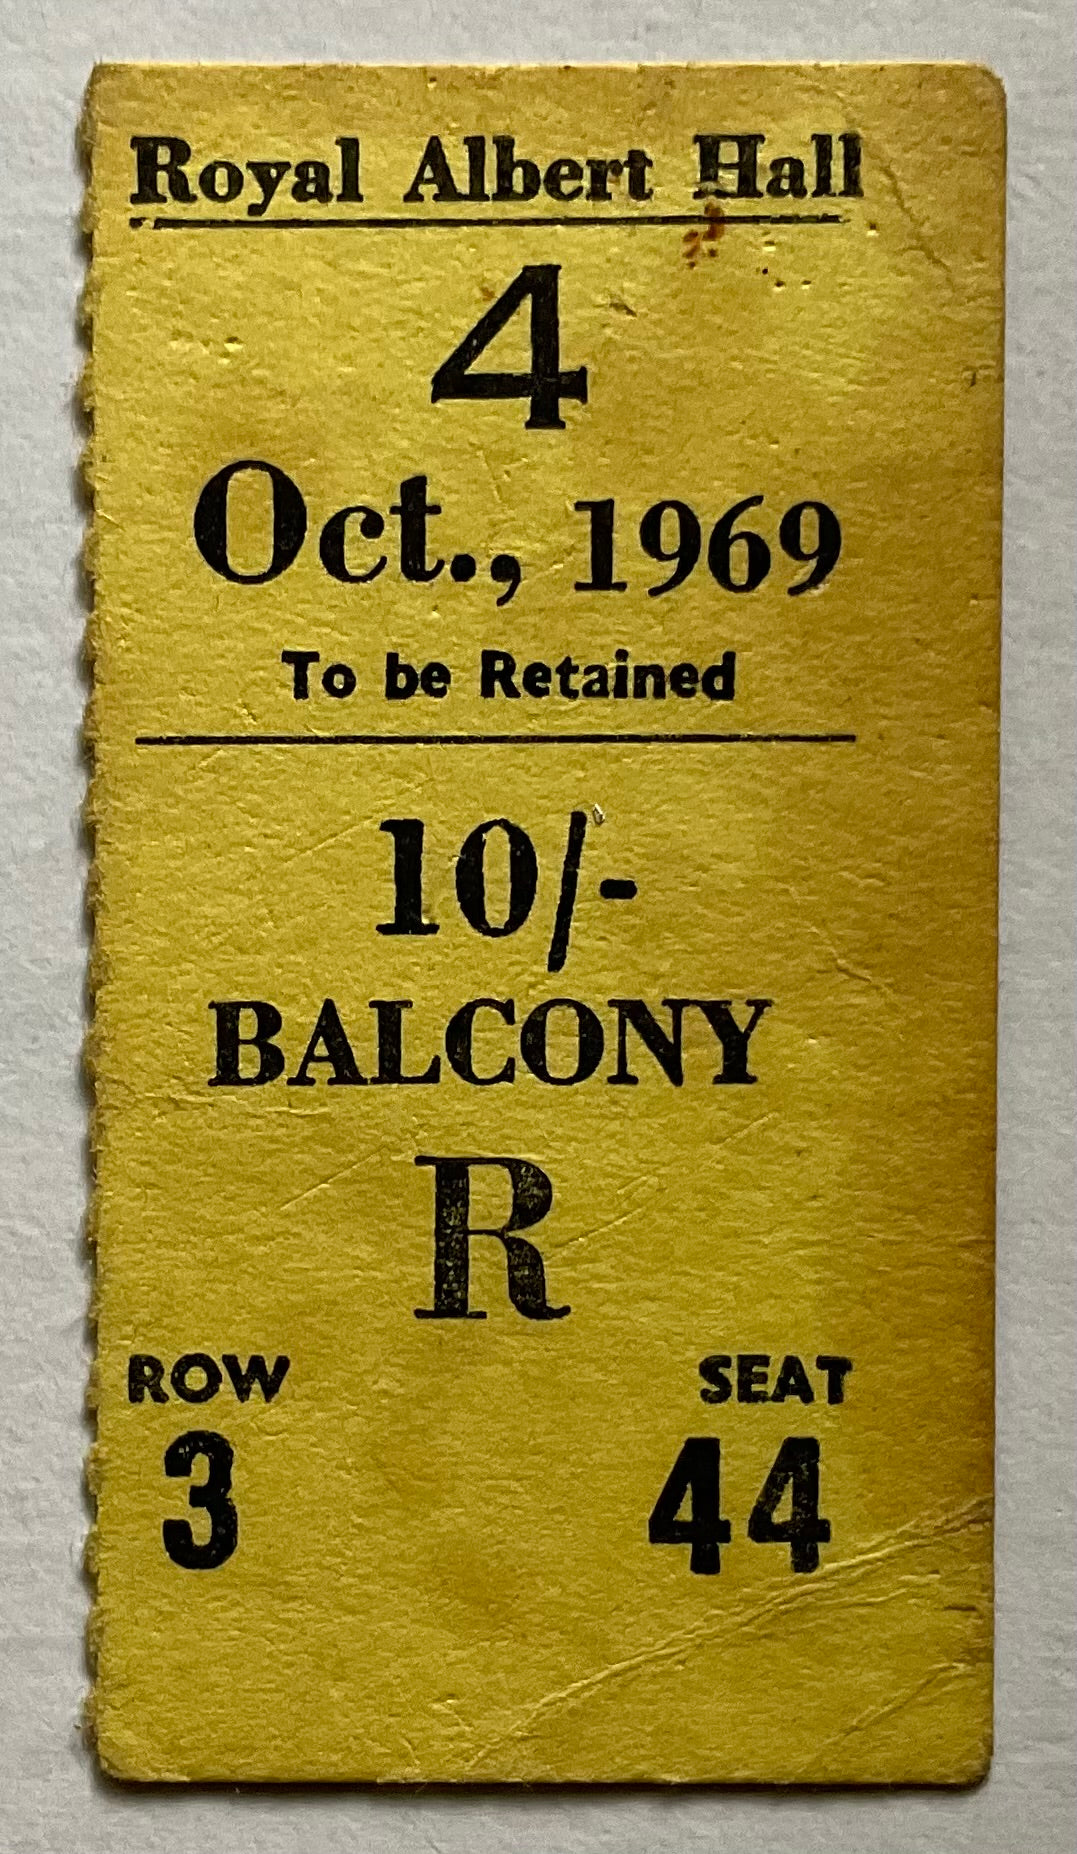 Royal Albert Hall
4
Oct., 1969
To be Retained
10/-
BALCONY
R
ROW SEAT
3 44